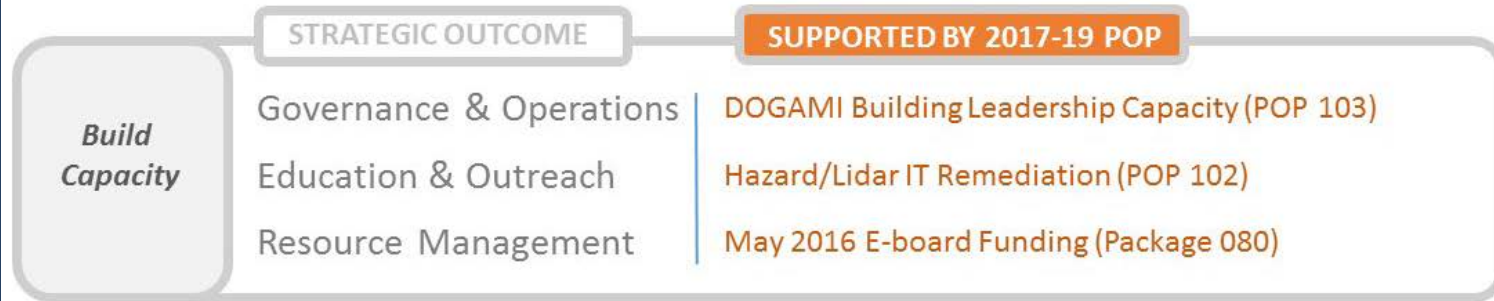 STRATEGIC OUTCOME
SUPPORTED BY 2017-19 POP
Build
Capacity
Governance & Operations
DOGAMI Building Leadership Capacity (POP 103)
Education & Outreach
Hazard/Lidar IT Remediation (POP 102)
Resource Management
May 2016 E-board Funding (Package 080)